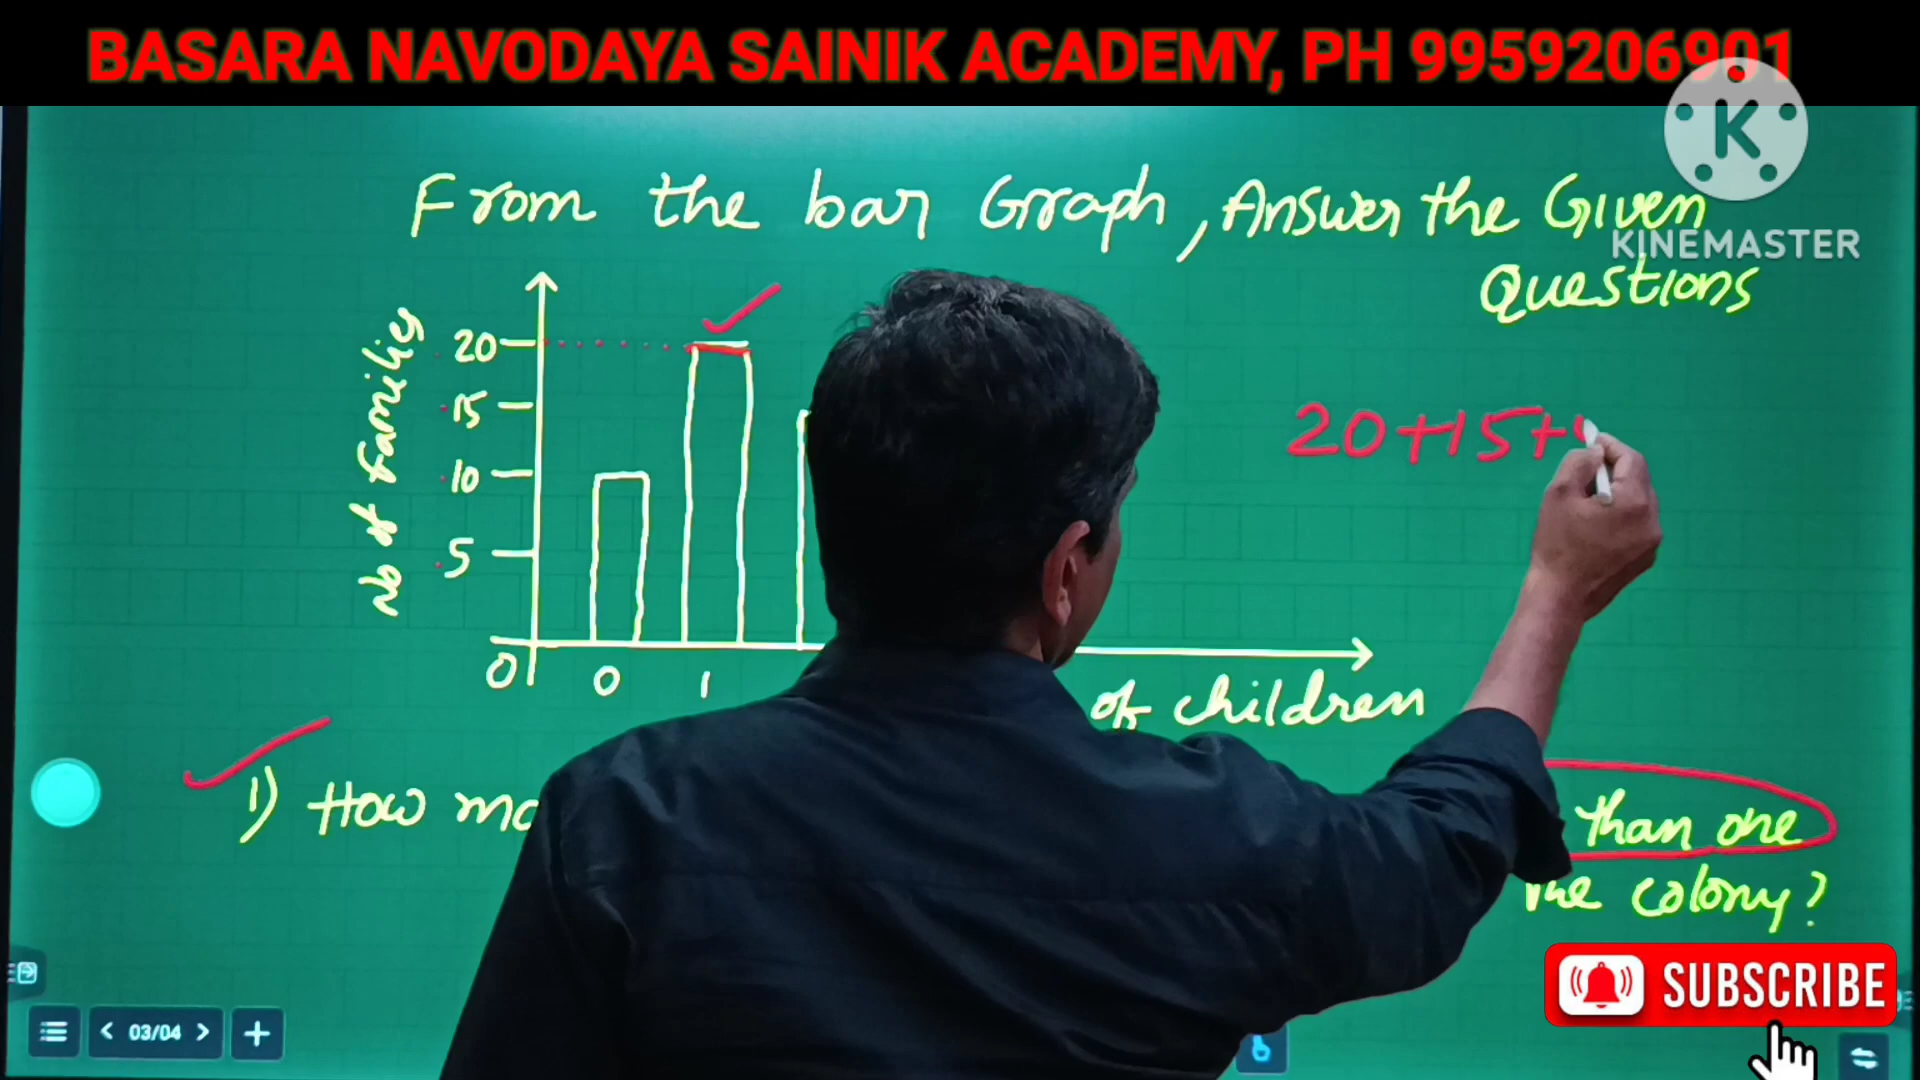 BASARA NAVODAYA SAINIK ACADEMY, PH 9959206901
K
KINEMASTER
From the bar Graph, Answer the Given
Questions
No of families
20
15
10
5
0
0 1
of children
20+15+
1) How
than one
the colony?
SUBSCRIBE
03/04